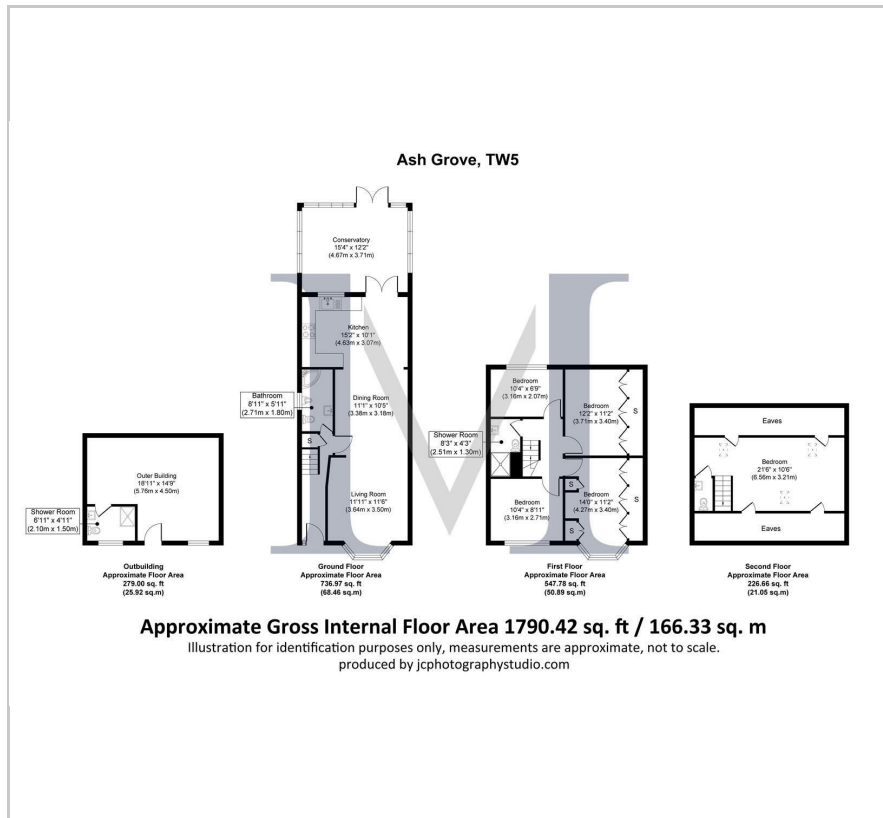 Ash Grove, TW5
Conservatory
15'4" x 12'2"
(4.67m x 3.71m)
Kitchen
15'2" x 10'1"
(4.63m x 3.07m)
Bathroom
8'11" x 5'11"
(2.71m x 1.80m)
Dining Room
11'1" x 10'5"
(3.38m x 3.18m)
S
Living Room
11'11" x 11'6"
(3.64m x 3.50m)
Outer Building
18'11" x 14'9"
(5.76m x 4.50m)
Shower Room
6'11" x 4'11"
(2.10m x 1.50m)
Bedroom
10'4" x 6'9"
(3.16m x 2.07m)
Bedroom
12'2" x 11'2"
(3.71m x 3.40m)
S
Shower Room
8'3" x 4'3"
(2.51m x 1.30m)
Bedroom
10'4" x 8'11"
(3.16m x 2.71m)
S
Bedroom
14'0" x 11'2"
(4.27m x 3.40m)
S
S
Eaves
Bedroom
21'6" x 10'6"
(6.56m x 3.21m)
Eaves
Outbuilding
Approximate Floor Area
279.00 sq. ft
(25.92 sq.m)
Ground Floor
Approximate Floor Area
736.97 sq. ft
(68.46 sq.m)
First Floor
Approximate Floor Area
547.78 sq. ft
(50.89 sq.m)
Second Floor
Approximate Floor Area
226.66 sq. ft
(21.05 sq.m)
Approximate Gross Internal Floor Area 1790.42 sq. ft / 166.33 sq. m
Illustration for identification purposes only, measurements are approximate, not to scale.
produced by jcphotographystudio.com